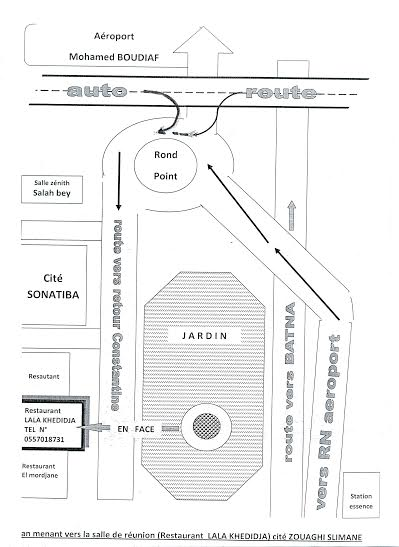 Aéroport
Mohamed BOUDIAF
auto route
Rond
Point
Salle zénith
Salah bey
route vers retour Constantine
Cité
SONATIBA
JARDIN
route vers BATNA
vers RN aeroport
Resautant
Restaurant
LALA KHEDIDJA
TEL N°
0557018731
EN - FACE
Restaurant
El mordjane
Station
essence
an menant vers la salle de réunion (Restaurant LALA KHEDIDJA) cité ZOUAGHI SLIMANE